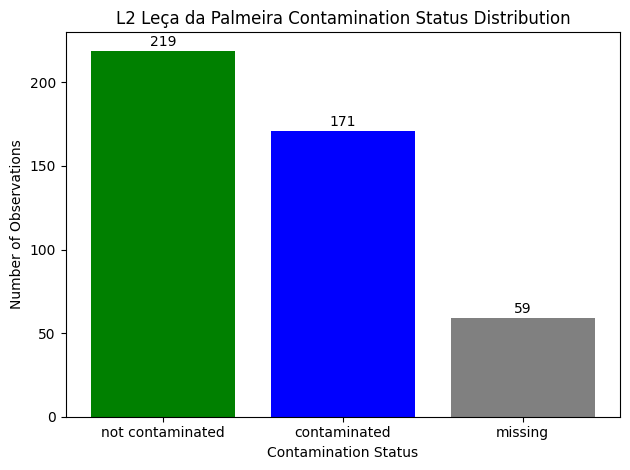 L2 Leça da Palmeira Contamination Status Distribution
219
171
59
200
150
100
50
0
Number of Observations
not contaminated
contaminated
missing
Contamination Status